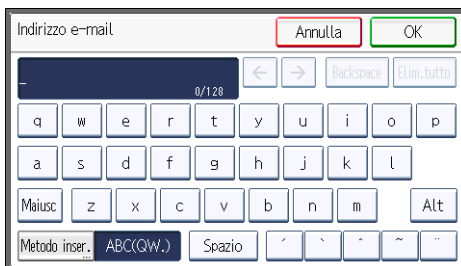 Indirizzo e-mail Annulla OK
_ 0/128 ← → Backspace Elim.tutto
q w e r t y u i o p
a s d f g h j k l
Maiusc z x c v b n m Alt
Metodo inser. ABC(QW.) Spazio ´ ` ^ ~ ¨